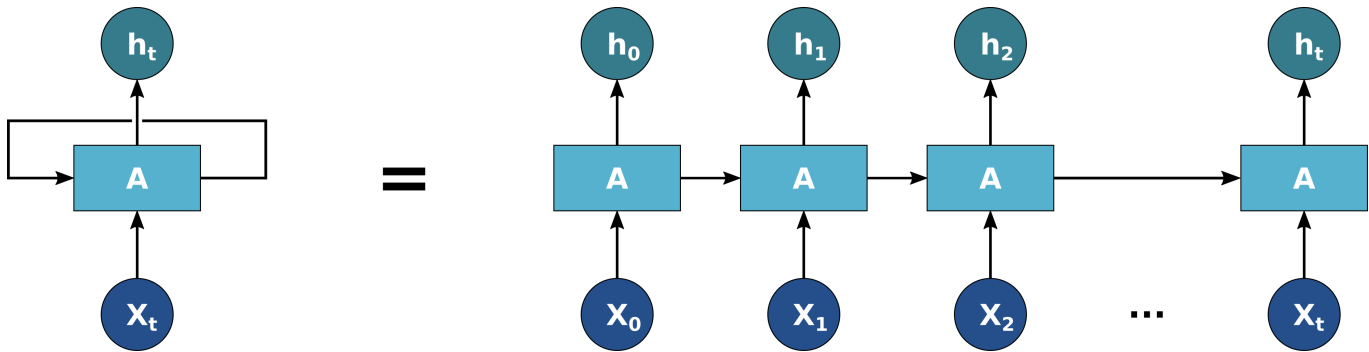 hₜ h₀ h₁ h₂ hₜ
A = A A A A
Xₜ X₀ X₁ X₂ ... Xₜ